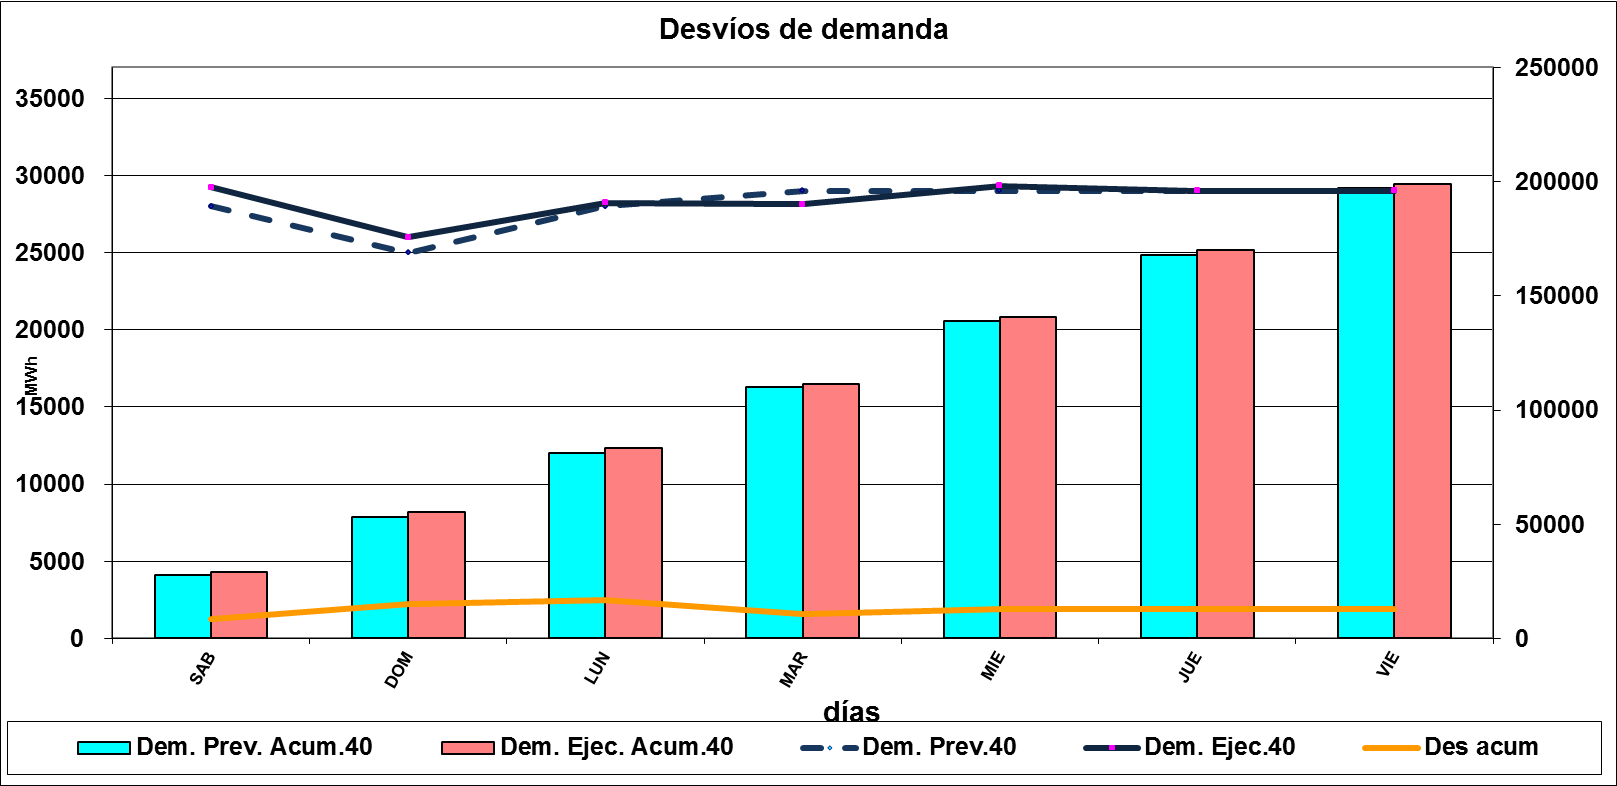 Desvíos de demanda
35000
30000
25000
20000
15000
10000
5000
0
MWh
250000
200000
150000
100000
50000
0
SAB
DOM
LUN
MAR
MIE
JUE
VIE
días
Dem. Prev. Acum.40
Dem. Ejec. Acum.40
Dem. Prev.40
Dem. Ejec.40
Des acum